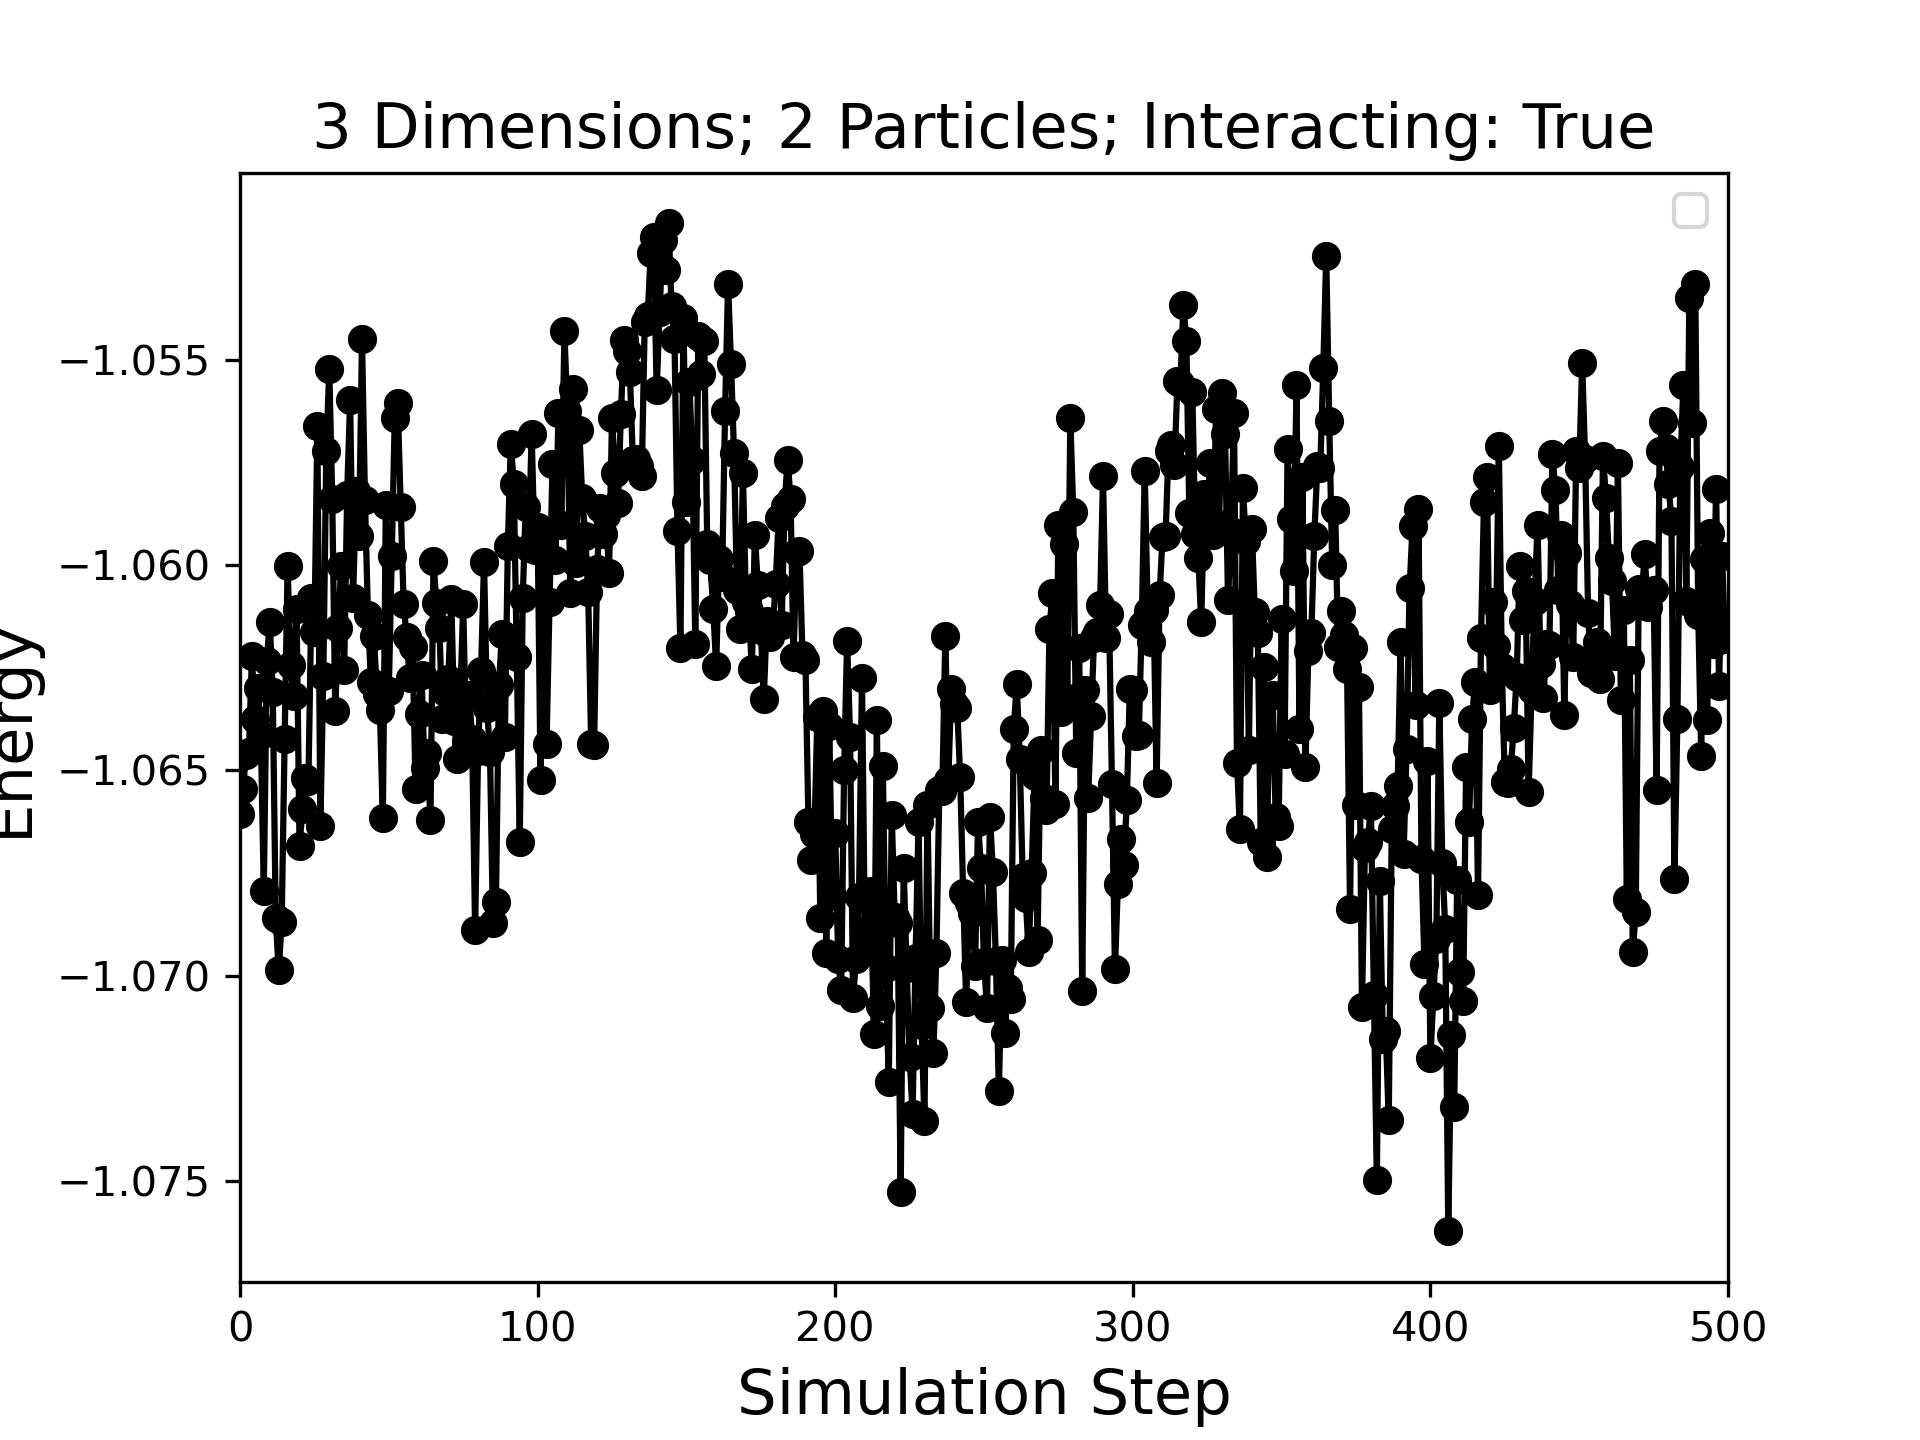 3 Dimensions; 2 Particles; Interacting: True
Energy
−1.055
−1.060
−1.065
−1.070
−1.075
0 100 200 300 400 500
Simulation Step